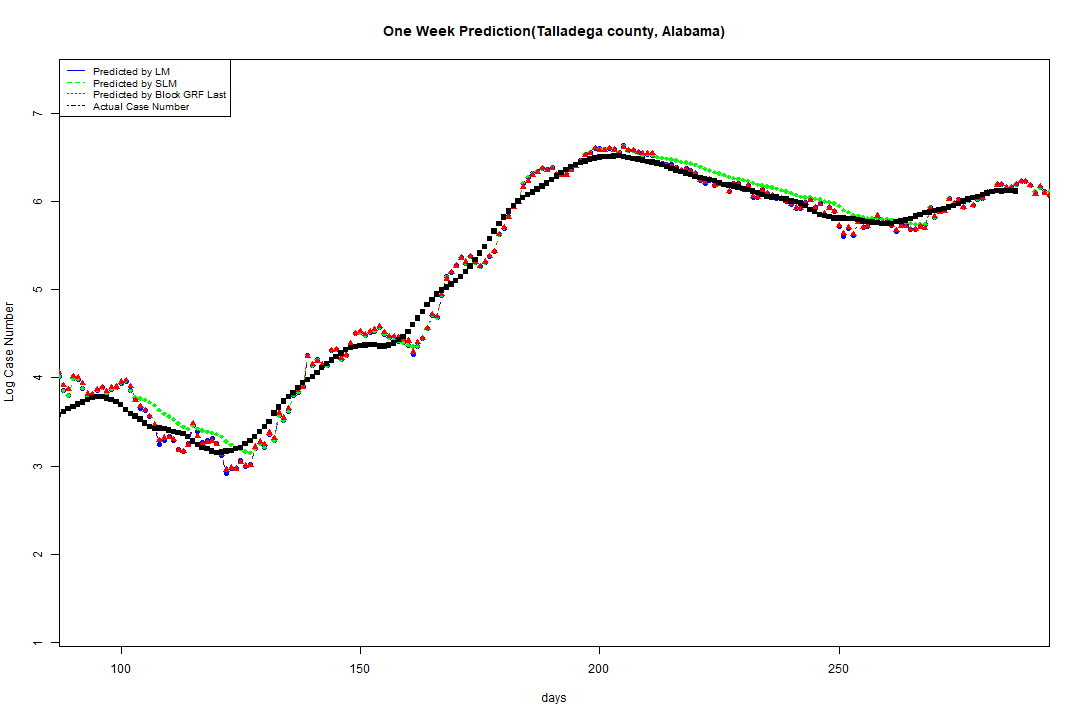 One Week Prediction(Talladega county, Alabama)
Predicted by LM
Predicted by SLM
Predicted by Block GRF Last
Actual Case Number
7
6
5
4
3
2
1
Log Case Number
100 150 200 250
days